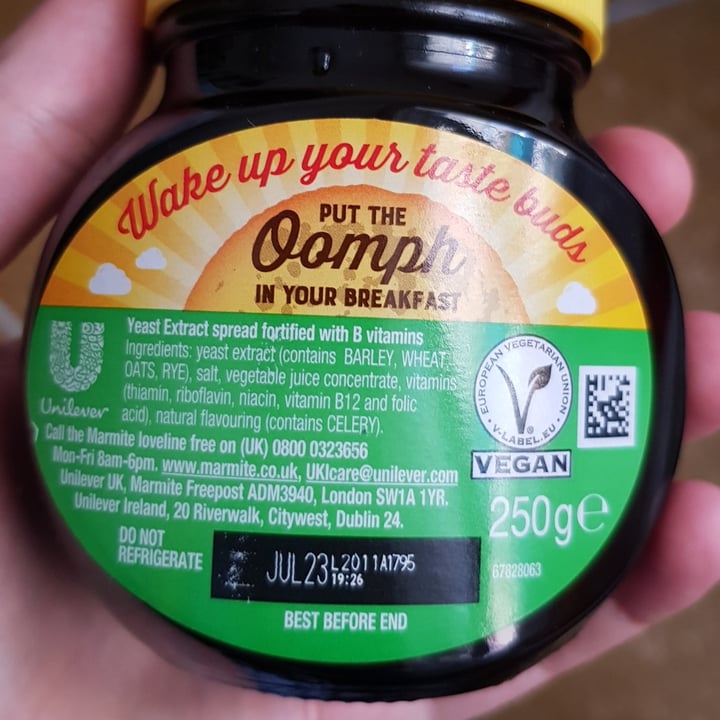 Wake up your taste buds
PUT THE
Oomph
IN YOUR BREAKFAST
Unilever
Yeast Extract spread fortified with B vitamins
Ingredients: yeast extract (contains BARLEY, WHEAT,
OATS, RYE), salt, vegetable juice concentrate, vitamins
(thiamin, riboflavin, niacin, vitamin B12 and folic
acid), natural flavouring (contains CELERY).
Call the Marmite loveline free on (UK) 0800 0323656
Mon-Fri 8am-6pm. www.marmite.co.uk, UKIcare@unilever.com
Unilever UK, Marmite Freepost ADM3940, London SW1A 1YR.
Unilever Ireland, 20 Riverwalk, Citywest, Dublin 24.
EUROPEAN VEGETARIAN UNION
V-LABEL.EU
VEGAN
250g℮
67828063
DO NOT
REFRIGERATE
JUL23 L2011A1795
19:26
BEST BEFORE END